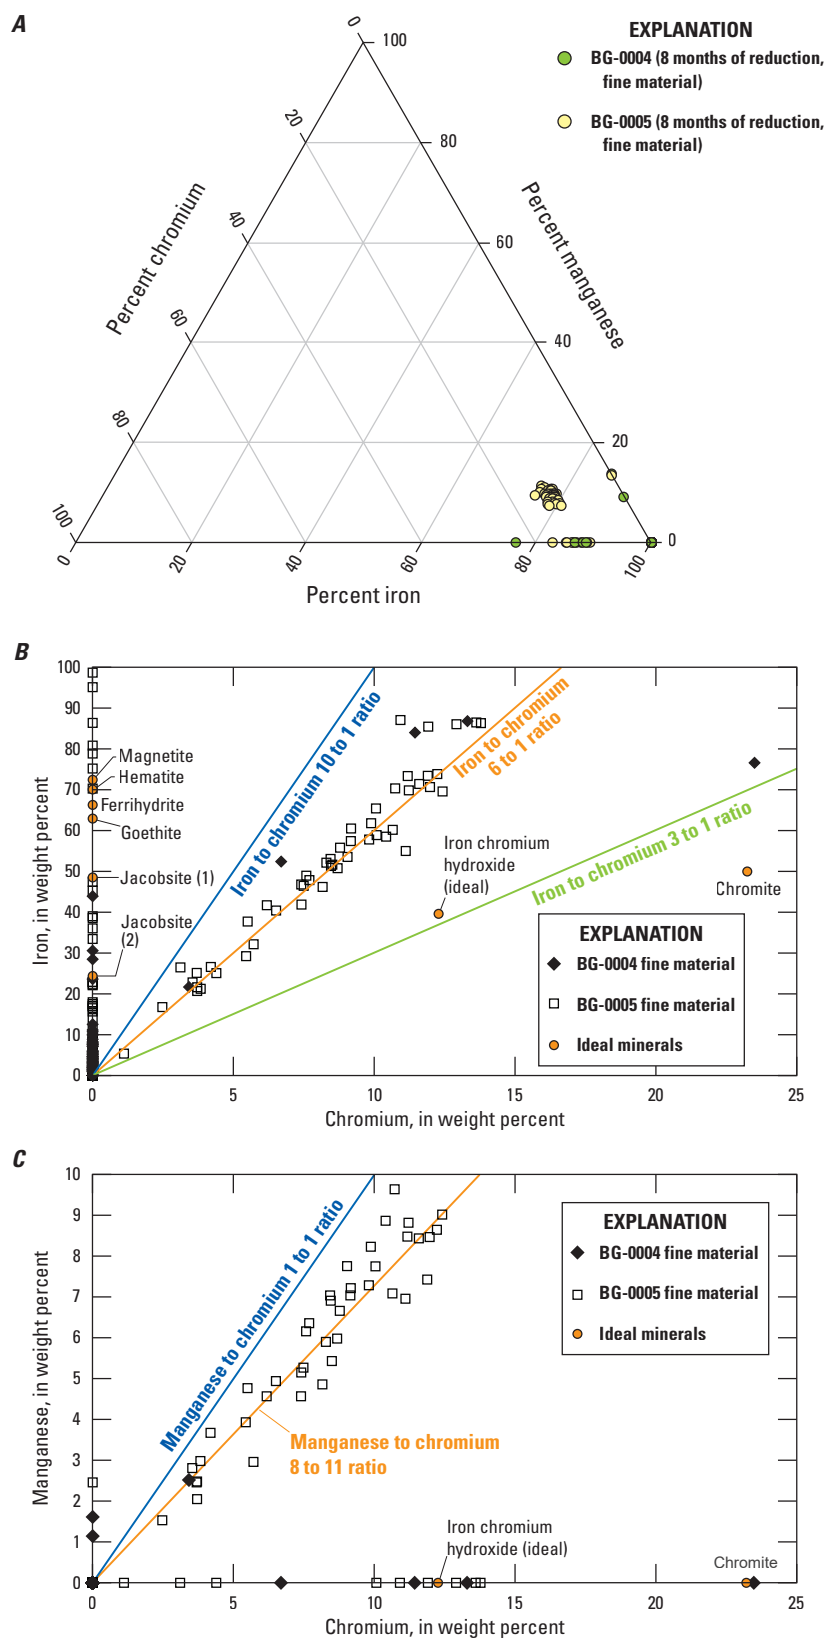 A
EXPLANATION
BG-0004 (8 months of reduction,
fine material)
BG-0005 (8 months of reduction,
fine material)
0
20
40
60
80
100
Percent chromium
100
80
60
40
20
0
Percent manganese
0
20
40
60
80
100
Percent iron
B
100
90
80
70
60
50
40
30
20
10
0
Iron, in weight percent
Magnetite
Hematite
Ferrihydrite
Goethite
Jacobsite (1)
Jacobsite
(2)
Iron to chromium 10 to 1 ratio
Iron to chromium
6 to 1 ratio
Iron to chromium 3 to 1 ratio
Iron chromium
hydroxide
(ideal)
Chromite
EXPLANATION
BG-0004 fine material
BG-0005 fine material
Ideal minerals
0
5
10
15
20
25
Chromium, in weight percent
C
10
9
8
7
6
5
4
3
2
1
0
Manganese, in weight percent
Manganese to chromium 1 to 1 ratio
Manganese to chromium
8 to 11 ratio
EXPLANATION
BG-0004 fine material
BG-0005 fine material
Ideal minerals
Iron chromium
hydroxide (ideal)
Chromite
0
5
10
15
20
25
Chromium, in weight percent